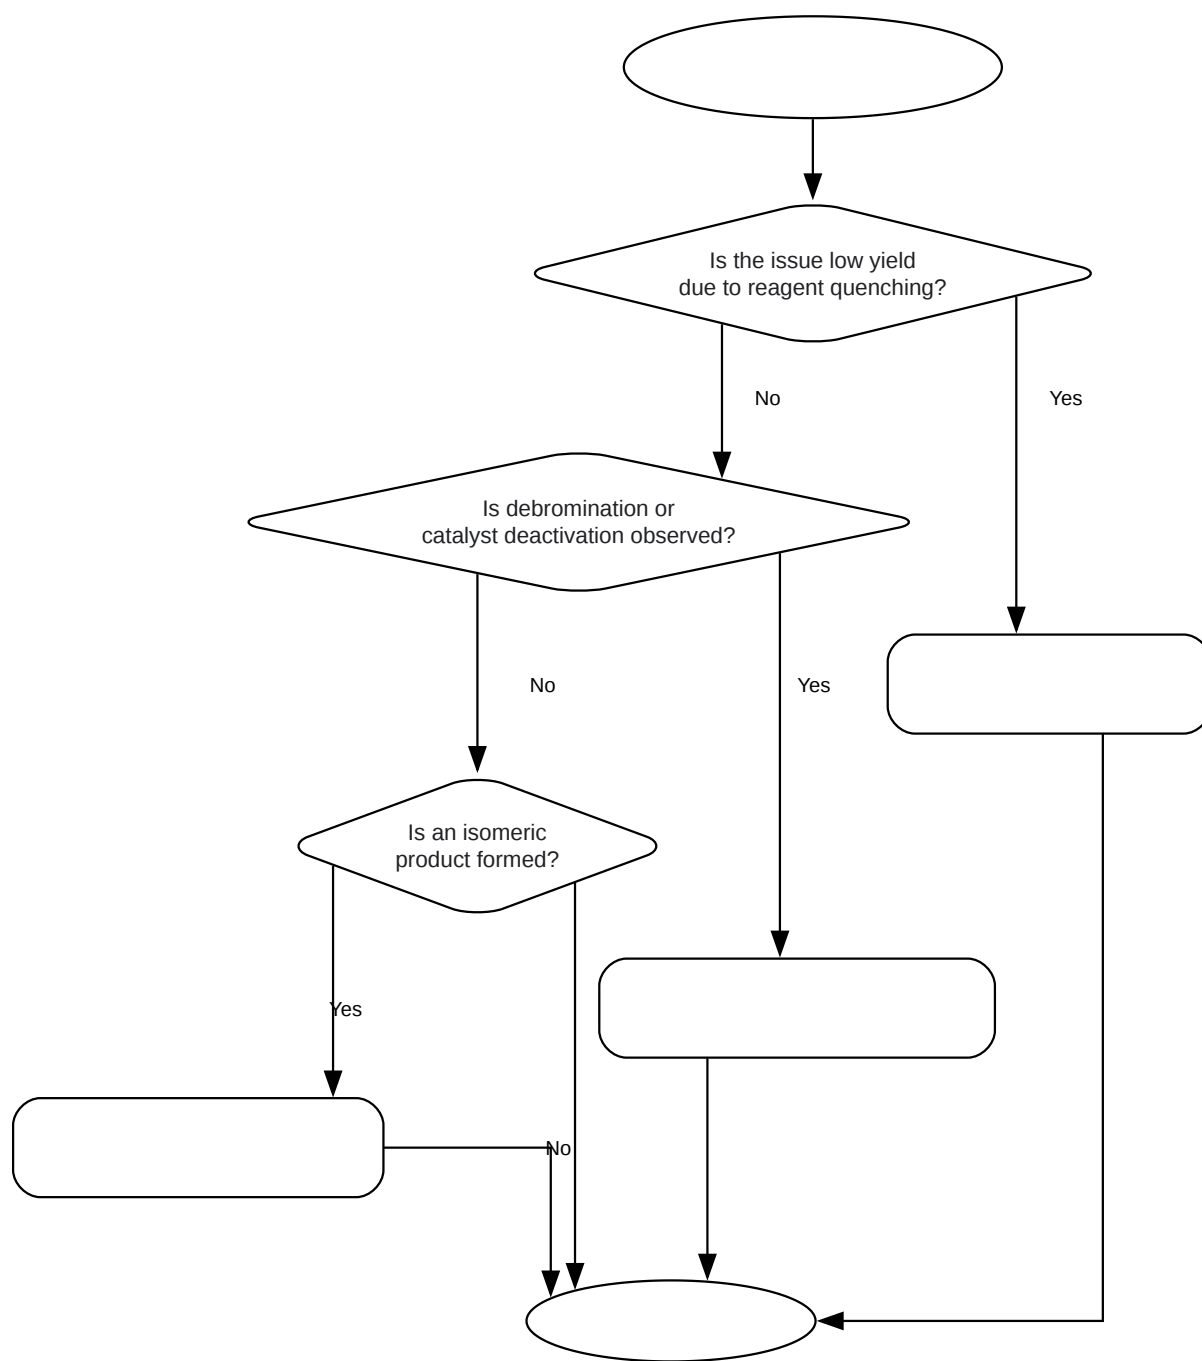 Is the issue low yield
due to reagent quenching?
No
Yes
Is debromination or
catalyst deactivation observed?
No
Yes
Is an isomeric
product formed?
Yes
No